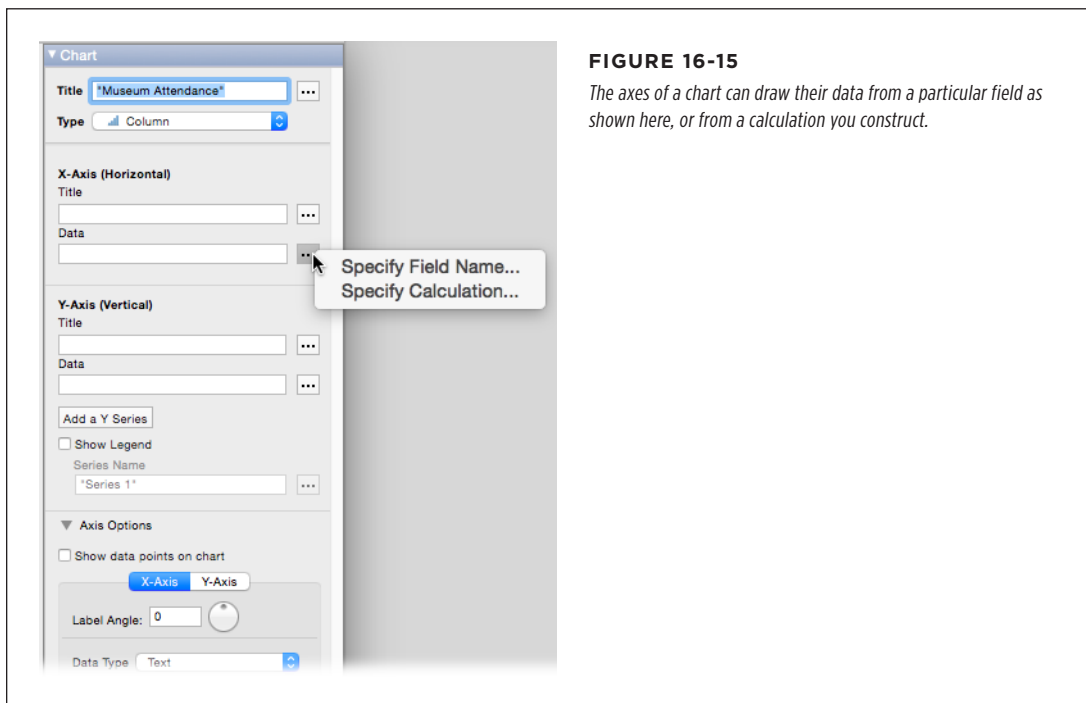 Chart
Title "Museum Attendance" ...
Type Column
X-Axis (Horizontal)
Title
...
Data
...
Specify Field Name...
Specify Calculation...
Y-Axis (Vertical)
Title
...
Data
...
Add a Y Series
Show Legend
Series Name
"Series 1" ...
Axis Options
Show data points on chart
X-Axis Y-Axis
Label Angle: 0
Data Type Text
FIGURE 16-15
The axes of a chart can draw their data from a particular field as
shown here, or from a calculation you construct.